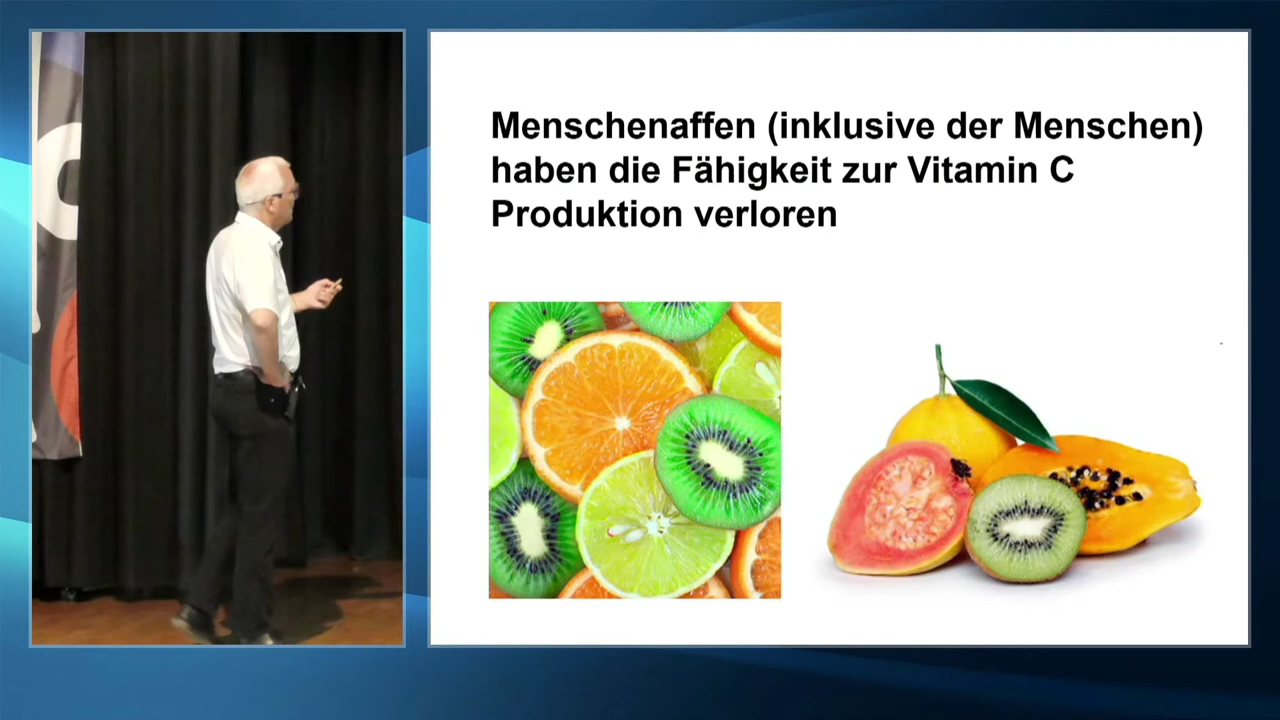 Menschenaffen (inklusive der Menschen)
haben die Fähigkeit zur Vitamin C
Produktion verloren